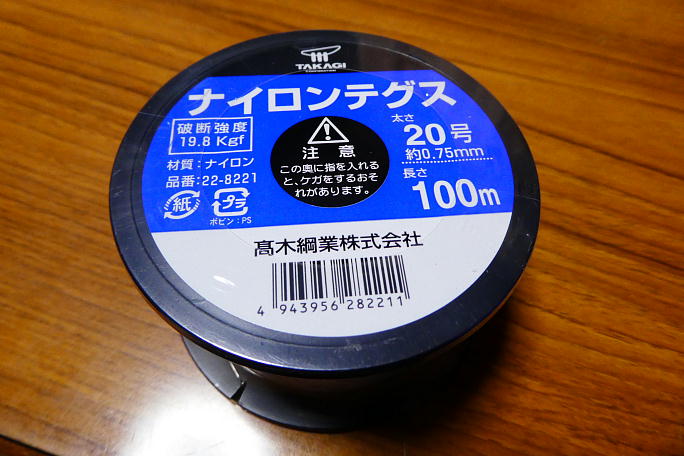 TAKAGI
CORPORATION
ナイロンテグス
破断強度
19.8 Kgf
材質：ナイロン
品番：22-8221
紙
プラ
ボビン：PS
注 意
この奥に指を入れる
と、ケガをするおそ
れがあります。
太さ
20号
約0.75mm
長さ
100m
髙木綱業株式会社
4 943956 282211